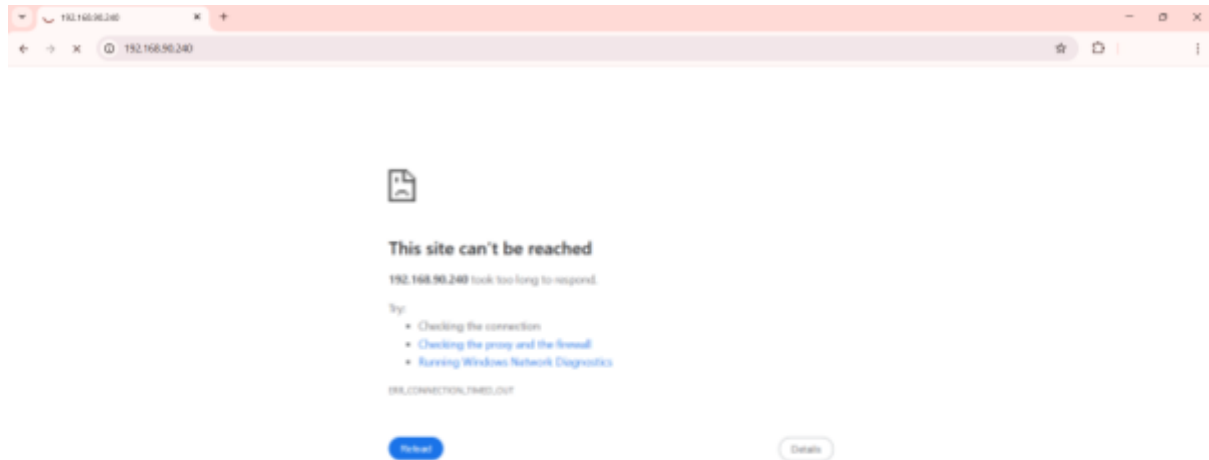 192.168.90.240
192.168.90.240
This site can't be reached
192.168.90.240 took too long to respond.
Try:
Checking the connection
Checking the proxy and the firewall
Running Windows Network Diagnostics
ERR_CONNECTION_TIMED_OUT
Reload
Details